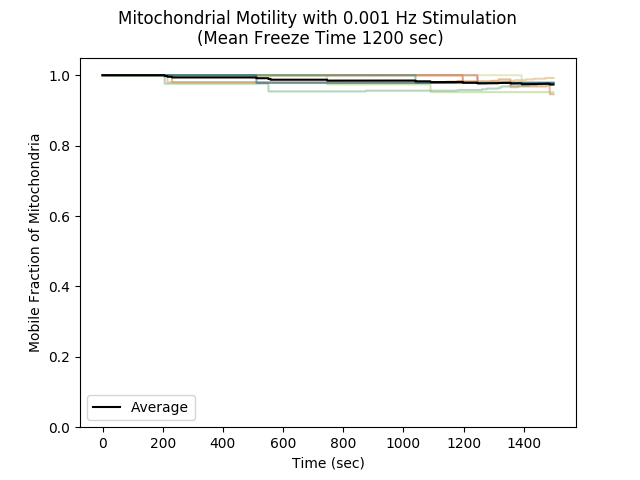 Mitochondrial Motility with 0.001 Hz Stimulation
(Mean Freeze Time 1200 sec)
Mobile Fraction of Mitochondria
1.0
0.8
0.6
0.4
0.2
0.0
Average
0 200 400 600 800 1000 1200 1400
Time (sec)